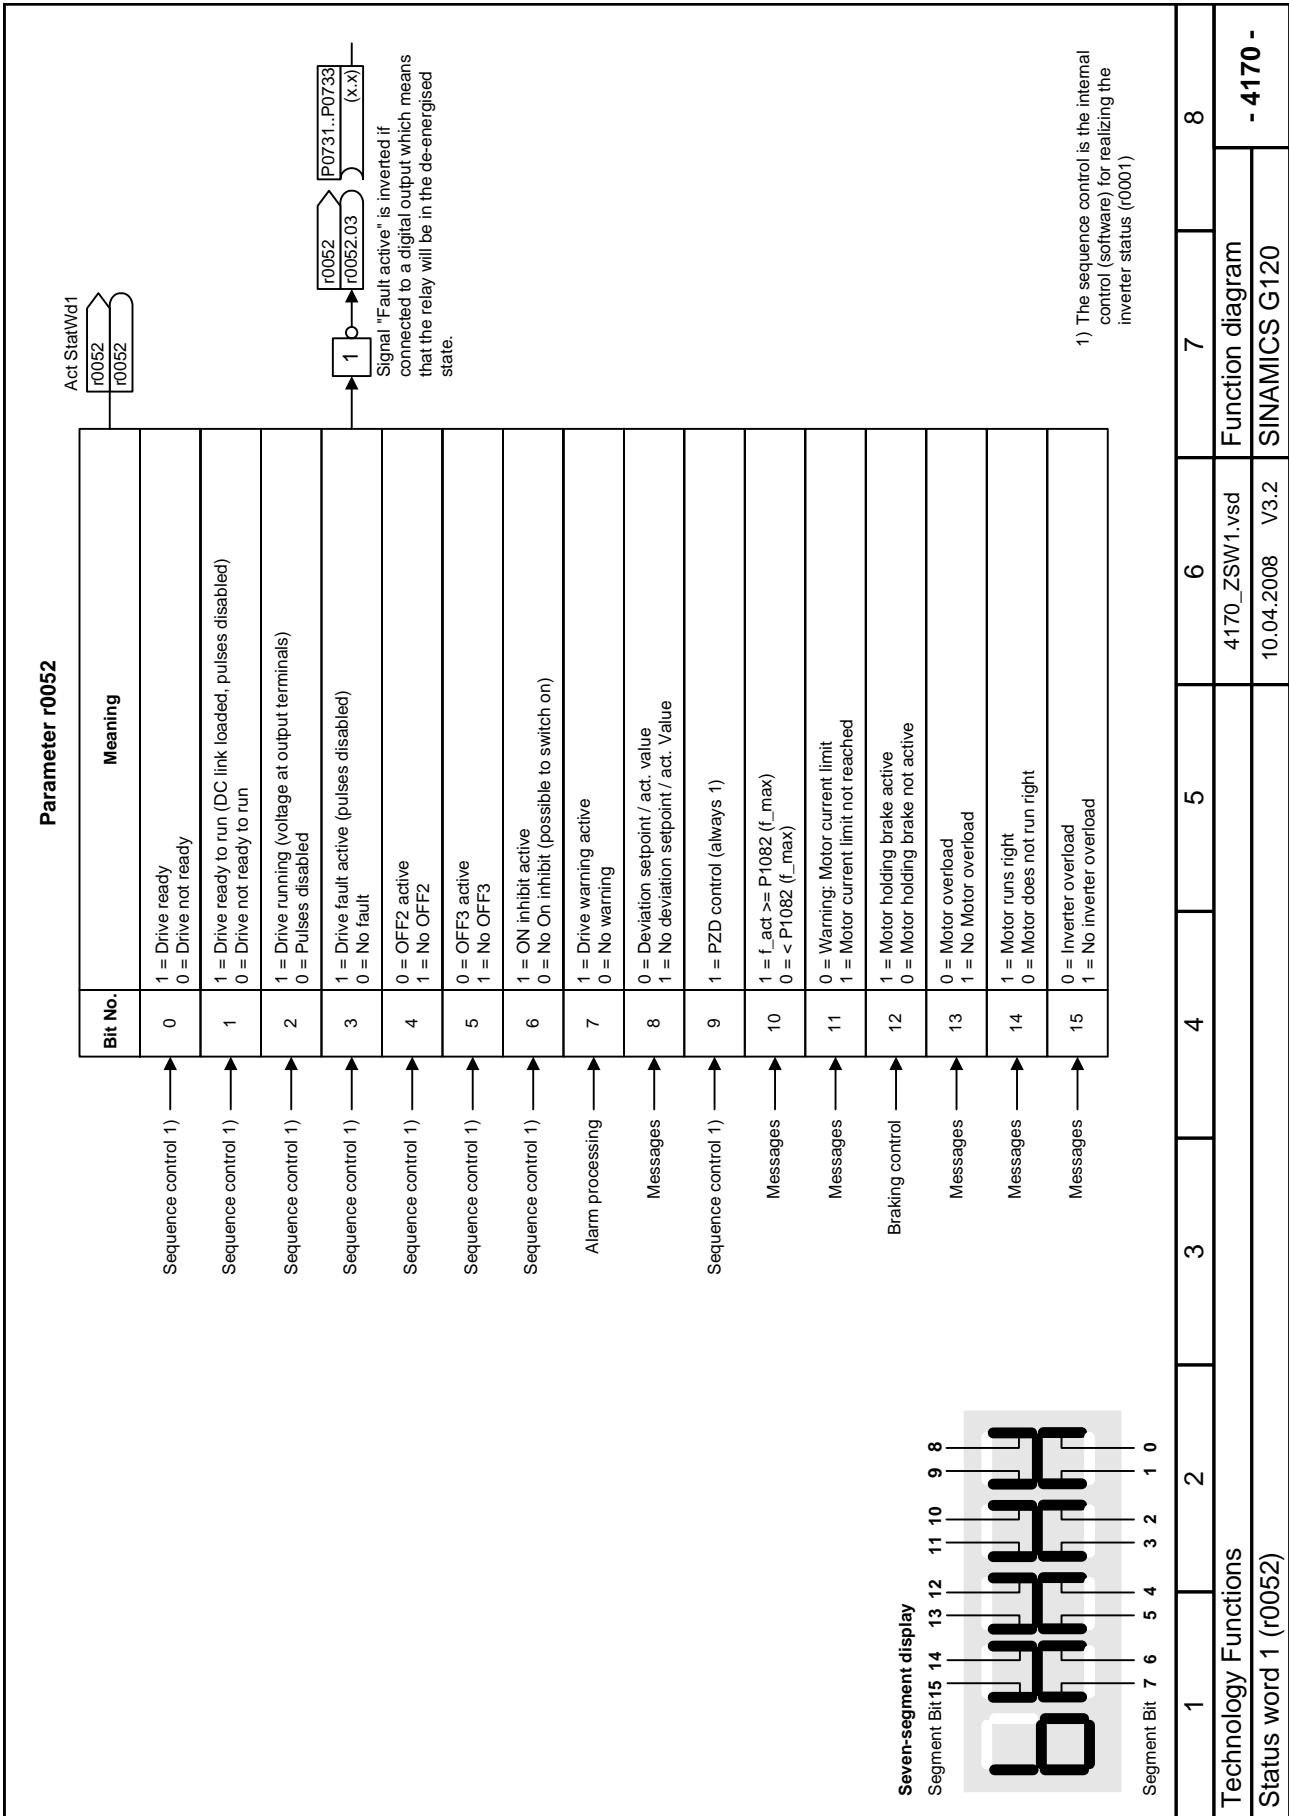 Parameter r0052
Act StatWd1
r0052
r0052
Bit No. Meaning
Sequence control 1) 0 1 = Drive ready
0 = Drive not ready
Sequence control 1) 1 1 = Drive ready to run (DC link loaded, pulses disabled)
0 = Drive not ready to run
Sequence control 1) 2 1 = Drive running (voltage at output terminals)
0 = Pulses disabled
Sequence control 1) 3 1 = Drive fault active (pulses disabled)
0 = No fault
1
r0052
r0052.03
P0731..P0733
(x.x)
Signal "Fault active" is inverted if
connected to a digital output which means
that the relay will be in the de-energised
state.
Sequence control 1) 4 0 = OFF2 active
1 = No OFF2
Sequence control 1) 5 0 = OFF3 active
1 = No OFF3
Sequence control 1) 6 1 = ON inhibit active
0 = No On inhibit (possible to switch on)
Alarm processing 7 1 = Drive warning active
0 = No warning
Messages 8 0 = Deviation setpoint / act. value
1 = No deviation setpoint / act. Value
Sequence control 1) 9 1 = PZD control (always 1)
Messages 10 1 = f_act >= P1082 (f_max)
0 = < P1082 (f_max)
Messages 11 0 = Warning: Motor current limit
1 = Motor current limit not reached
Braking control 12 1 = Motor holding brake active
0 = Motor holding brake not active
Messages 13 0 = Motor overload
1 = No Motor overload
Messages 14 1 = Motor runs right
0 = Motor does not run right
Messages 15 0 = Inverter overload
1 = No inverter overload
Seven-segment display
Segment Bit 15 14 13 12 11 10 9 8
Segment Bit 7 6 5 4 3 2 1 0
1) The sequence control is the internal
control (software) for realizing the
inverter status (r0001)
1 2 3 4 5 6 7 8
Technology Functions 4170_ZSW1.vsd Function diagram - 4170 -
Status word 1 (r0052) 10.04.2008 V3.2 SINAMICS G120